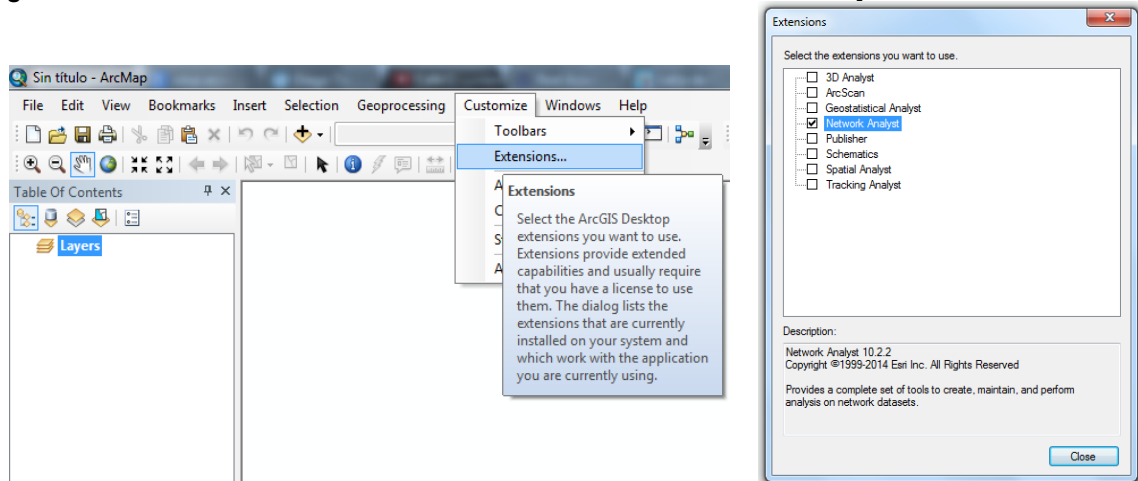 Sin título - ArcMap
File Edit View Bookmarks Insert Selection Geoprocessing Customize Windows Help
Toolbars
Extensions...
Table Of Contents
Layers
Extensions
Select the ArcGIS Desktop
extensions you want to use.
Extensions provide extended
capabilities and usually require
that you have a license to use
them. The dialog lists the
extensions that are currently
installed on your system and
which work with the application
you are currently using.
Extensions
Select the extensions you want to use.
3D Analyst
ArcScan
Geostatistical Analyst
Network Analyst
Publisher
Schematics
Spatial Analyst
Tracking Analyst
Description:
Network Analyst 10.2.2
Copyright ©1999-2014 Esri Inc. All Rights Reserved
Provides a complete set of tools to create, maintain, and perform
analysis on network datasets.
Close